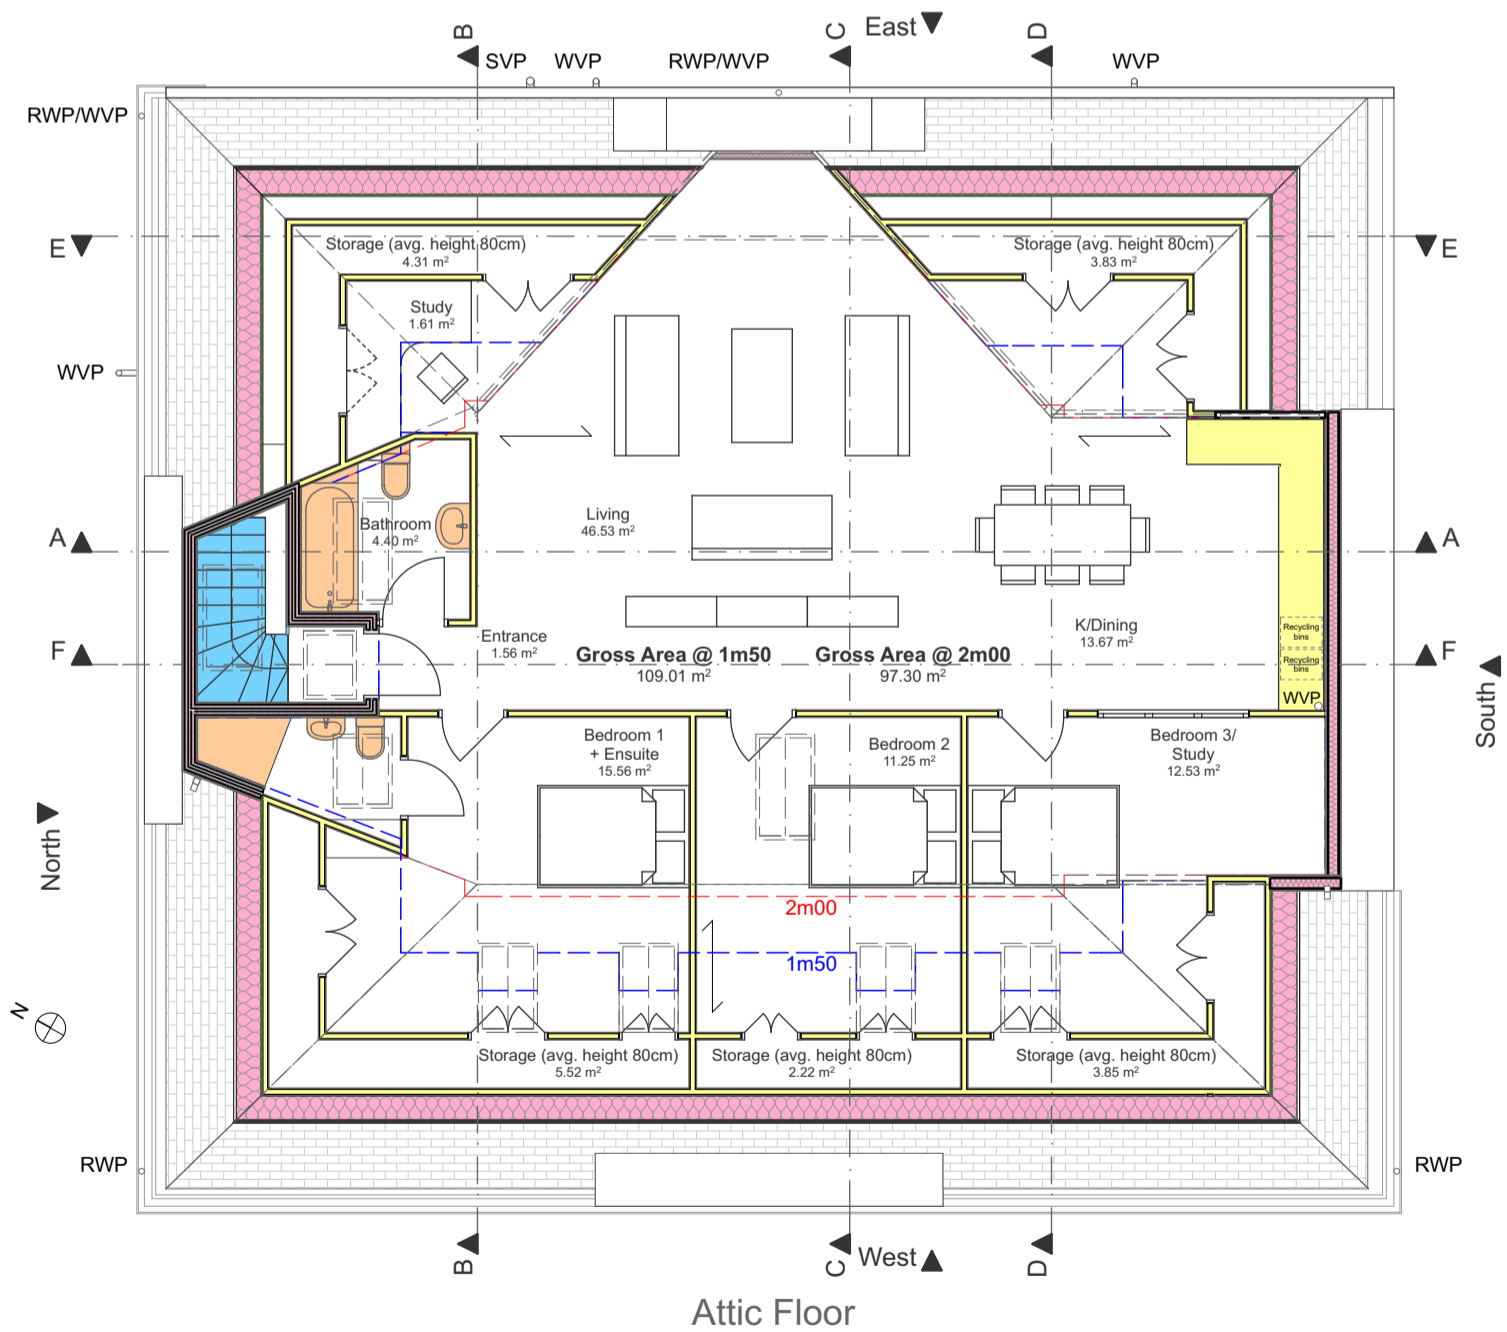 B
C
East
D
SVP
WVP
RWP/WVP
WVP
RWP/WVP
E
Storage (avg. height 80cm)
4.31 m²
Storage (avg. height 80cm)
3.83 m²
E
Study
1.61 m²
WVP
Living
46.53 m²
Bathroom
4.40 m²
A
A
K/Dining
13.67 m²
Recycling
bins
Recycling
bins
Entrance
1.56 m²
F
Gross Area @ 1m50
109.01 m²
Gross Area @ 2m00
97.30 m²
F
South
WVP
Bedroom 1
+ Ensuite
15.56 m²
Bedroom 2
11.25 m²
Bedroom 3/
Study
12.53 m²
North
2m00
1m50
N
Storage (avg. height 80cm)
5.52 m²
Storage (avg. height 80cm)
2.22 m²
Storage (avg. height 80cm)
3.85 m²
RWP
RWP
B
C
West
D
Attic Floor